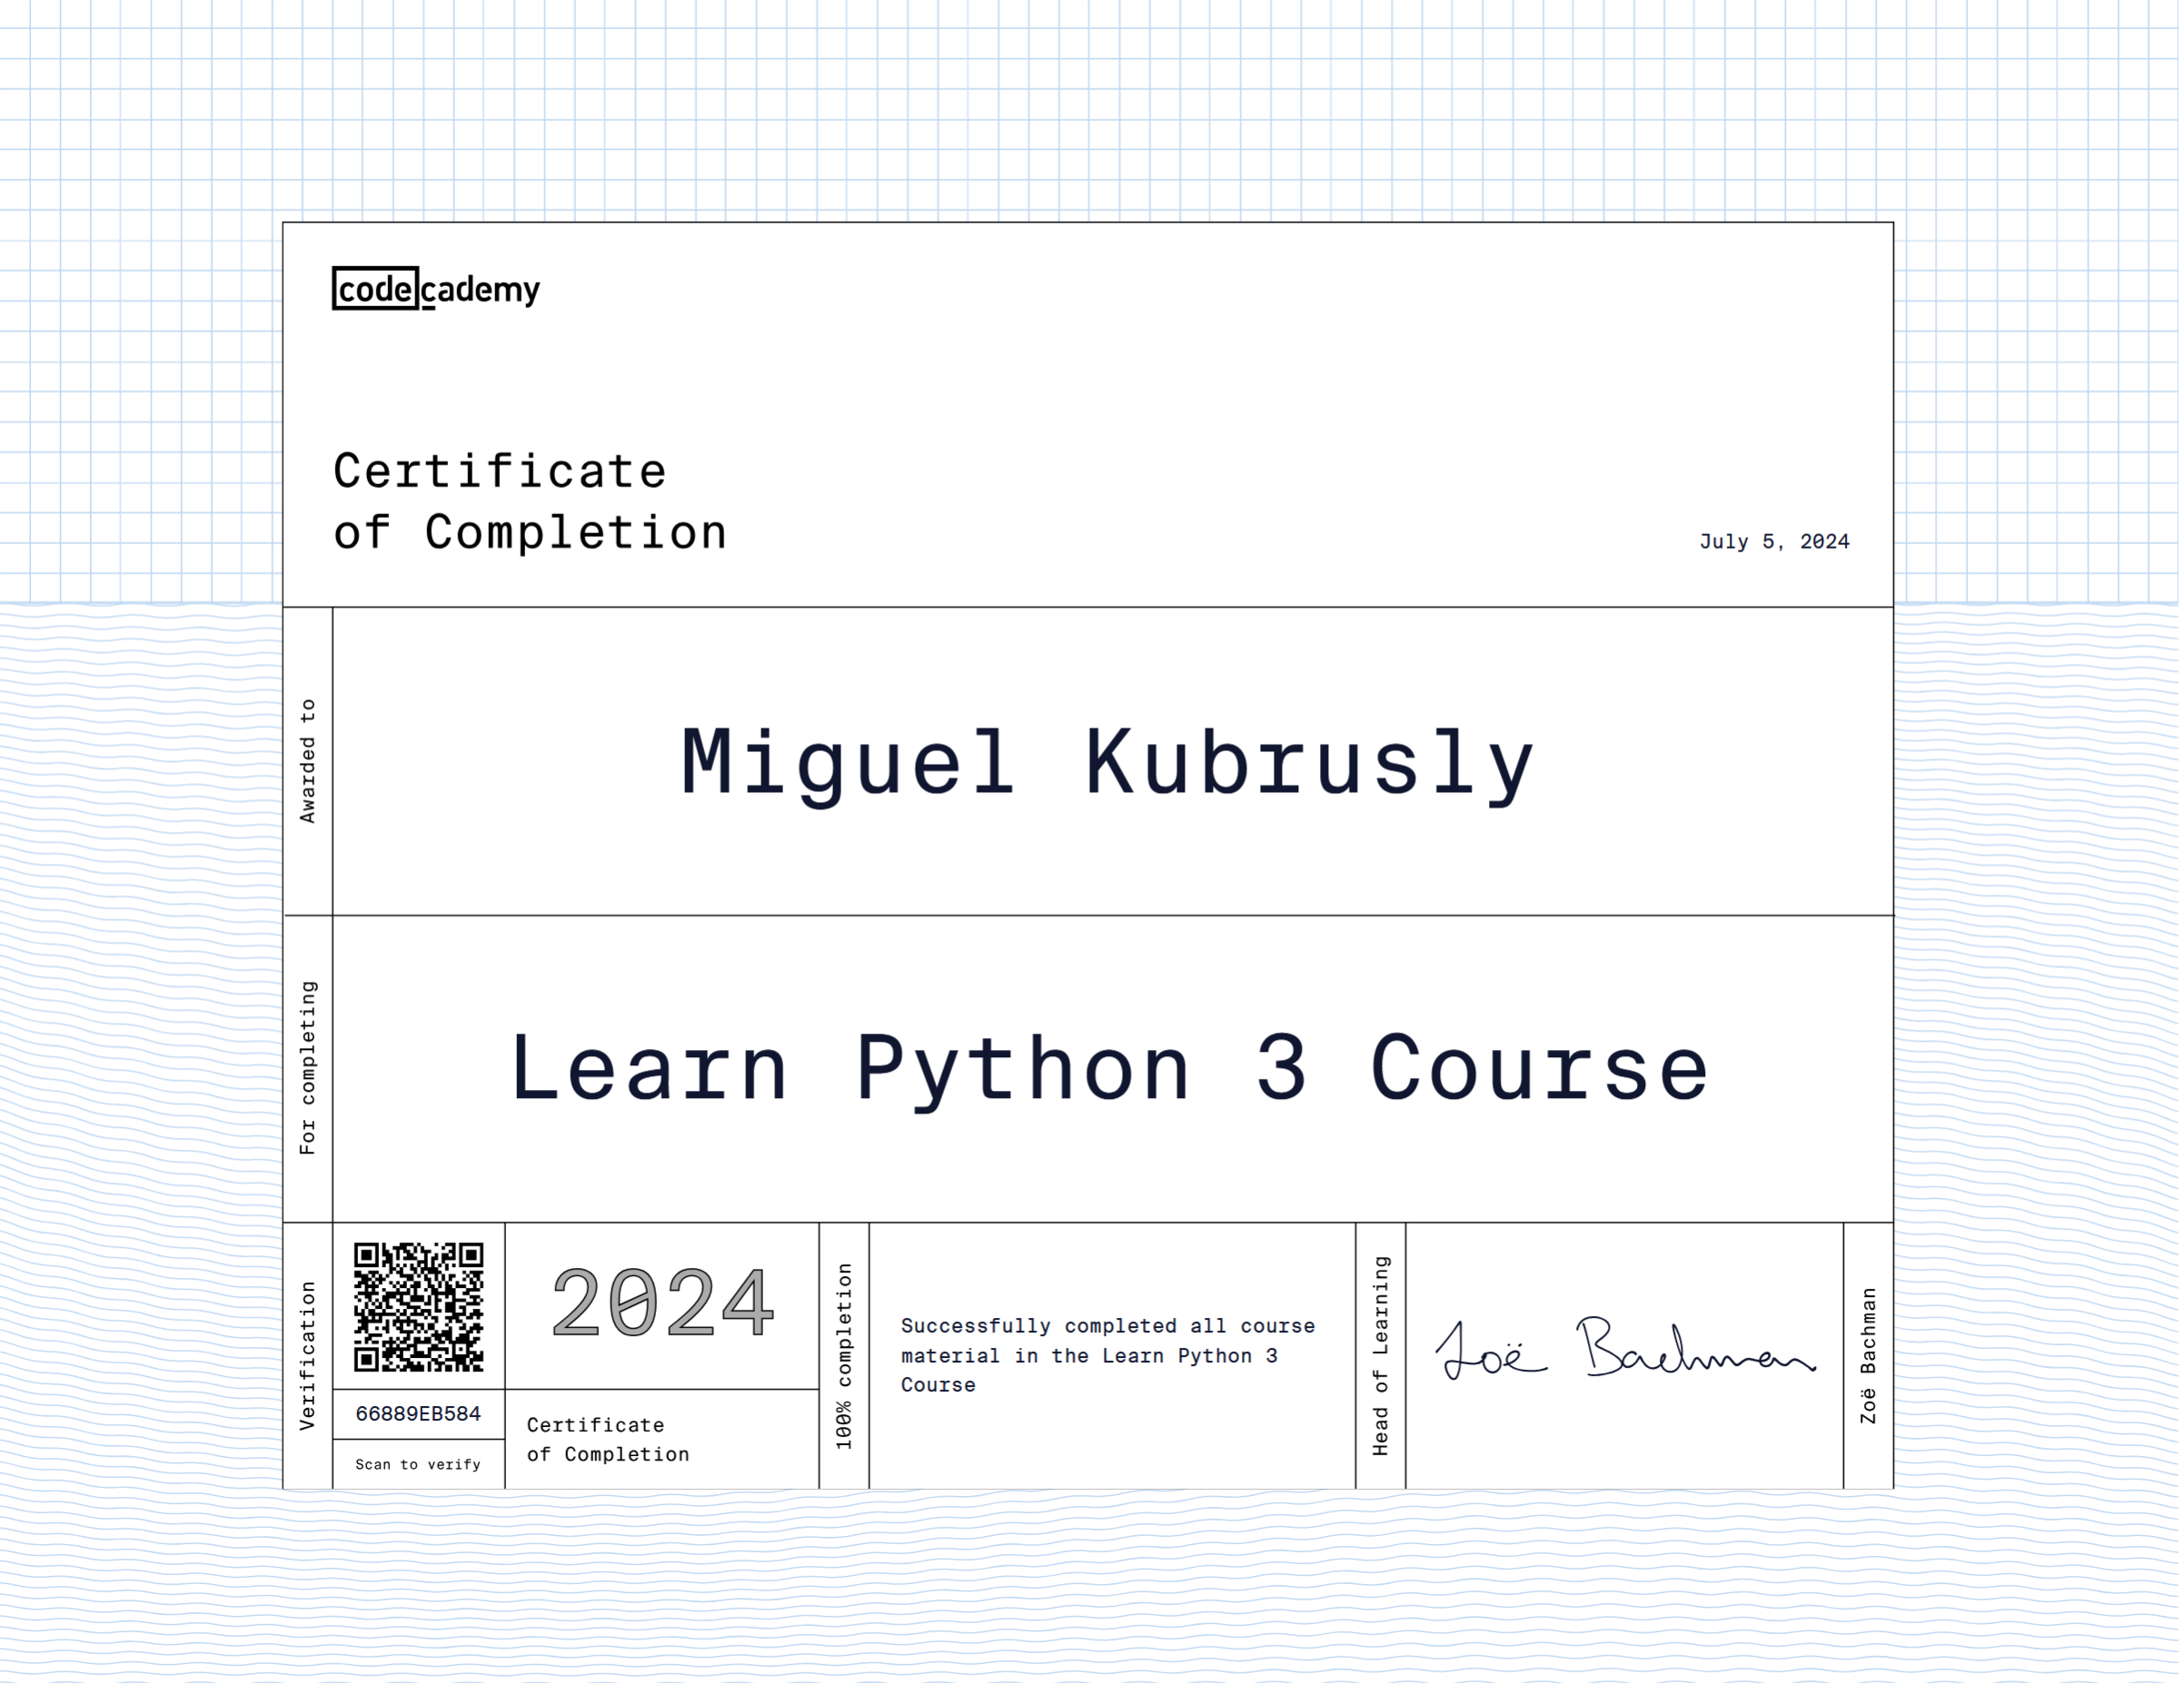 codecademy
Certificate
of Completion
July 5, 2024
Awarded to
Miguel Kubrusly
For completing
Learn Python 3 Course
Verification
66889EB584
Scan to verify
2024
Certificate
of Completion
100% completion
Successfully completed all course
material in the Learn Python 3
Course
Head of Learning
Zoë Bachman
Zoë Bachman